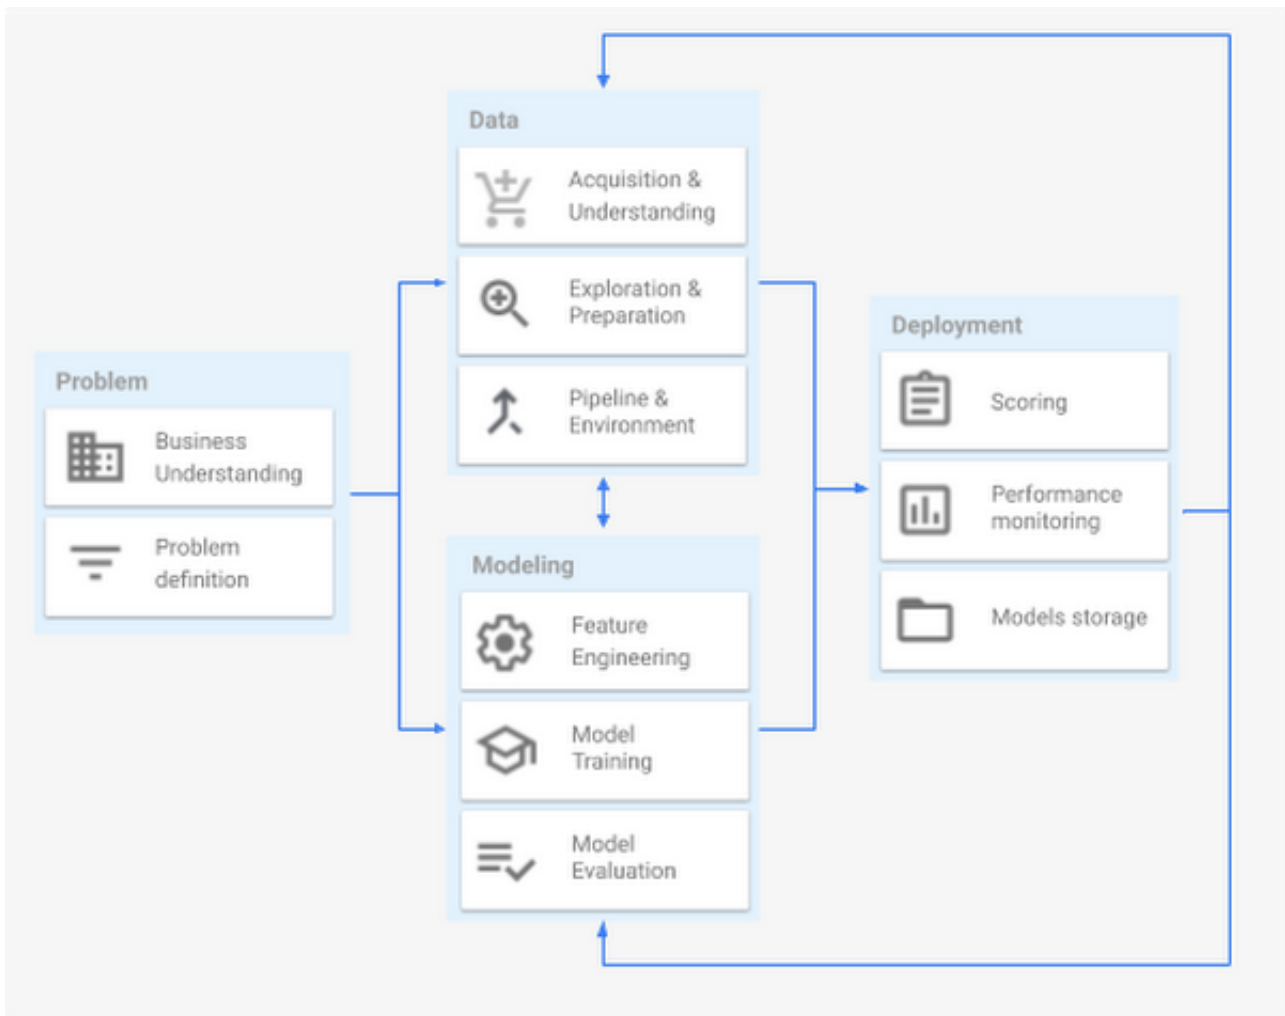 Data
Acquisition &
Understanding
Exploration &
Preparation
Pipeline &
Environment
Problem
Business
Understanding
Problem
definition
Modeling
Feature
Engineering
Model
Training
Model
Evaluation
Deployment
Scoring
Performance
monitoring
Models storage